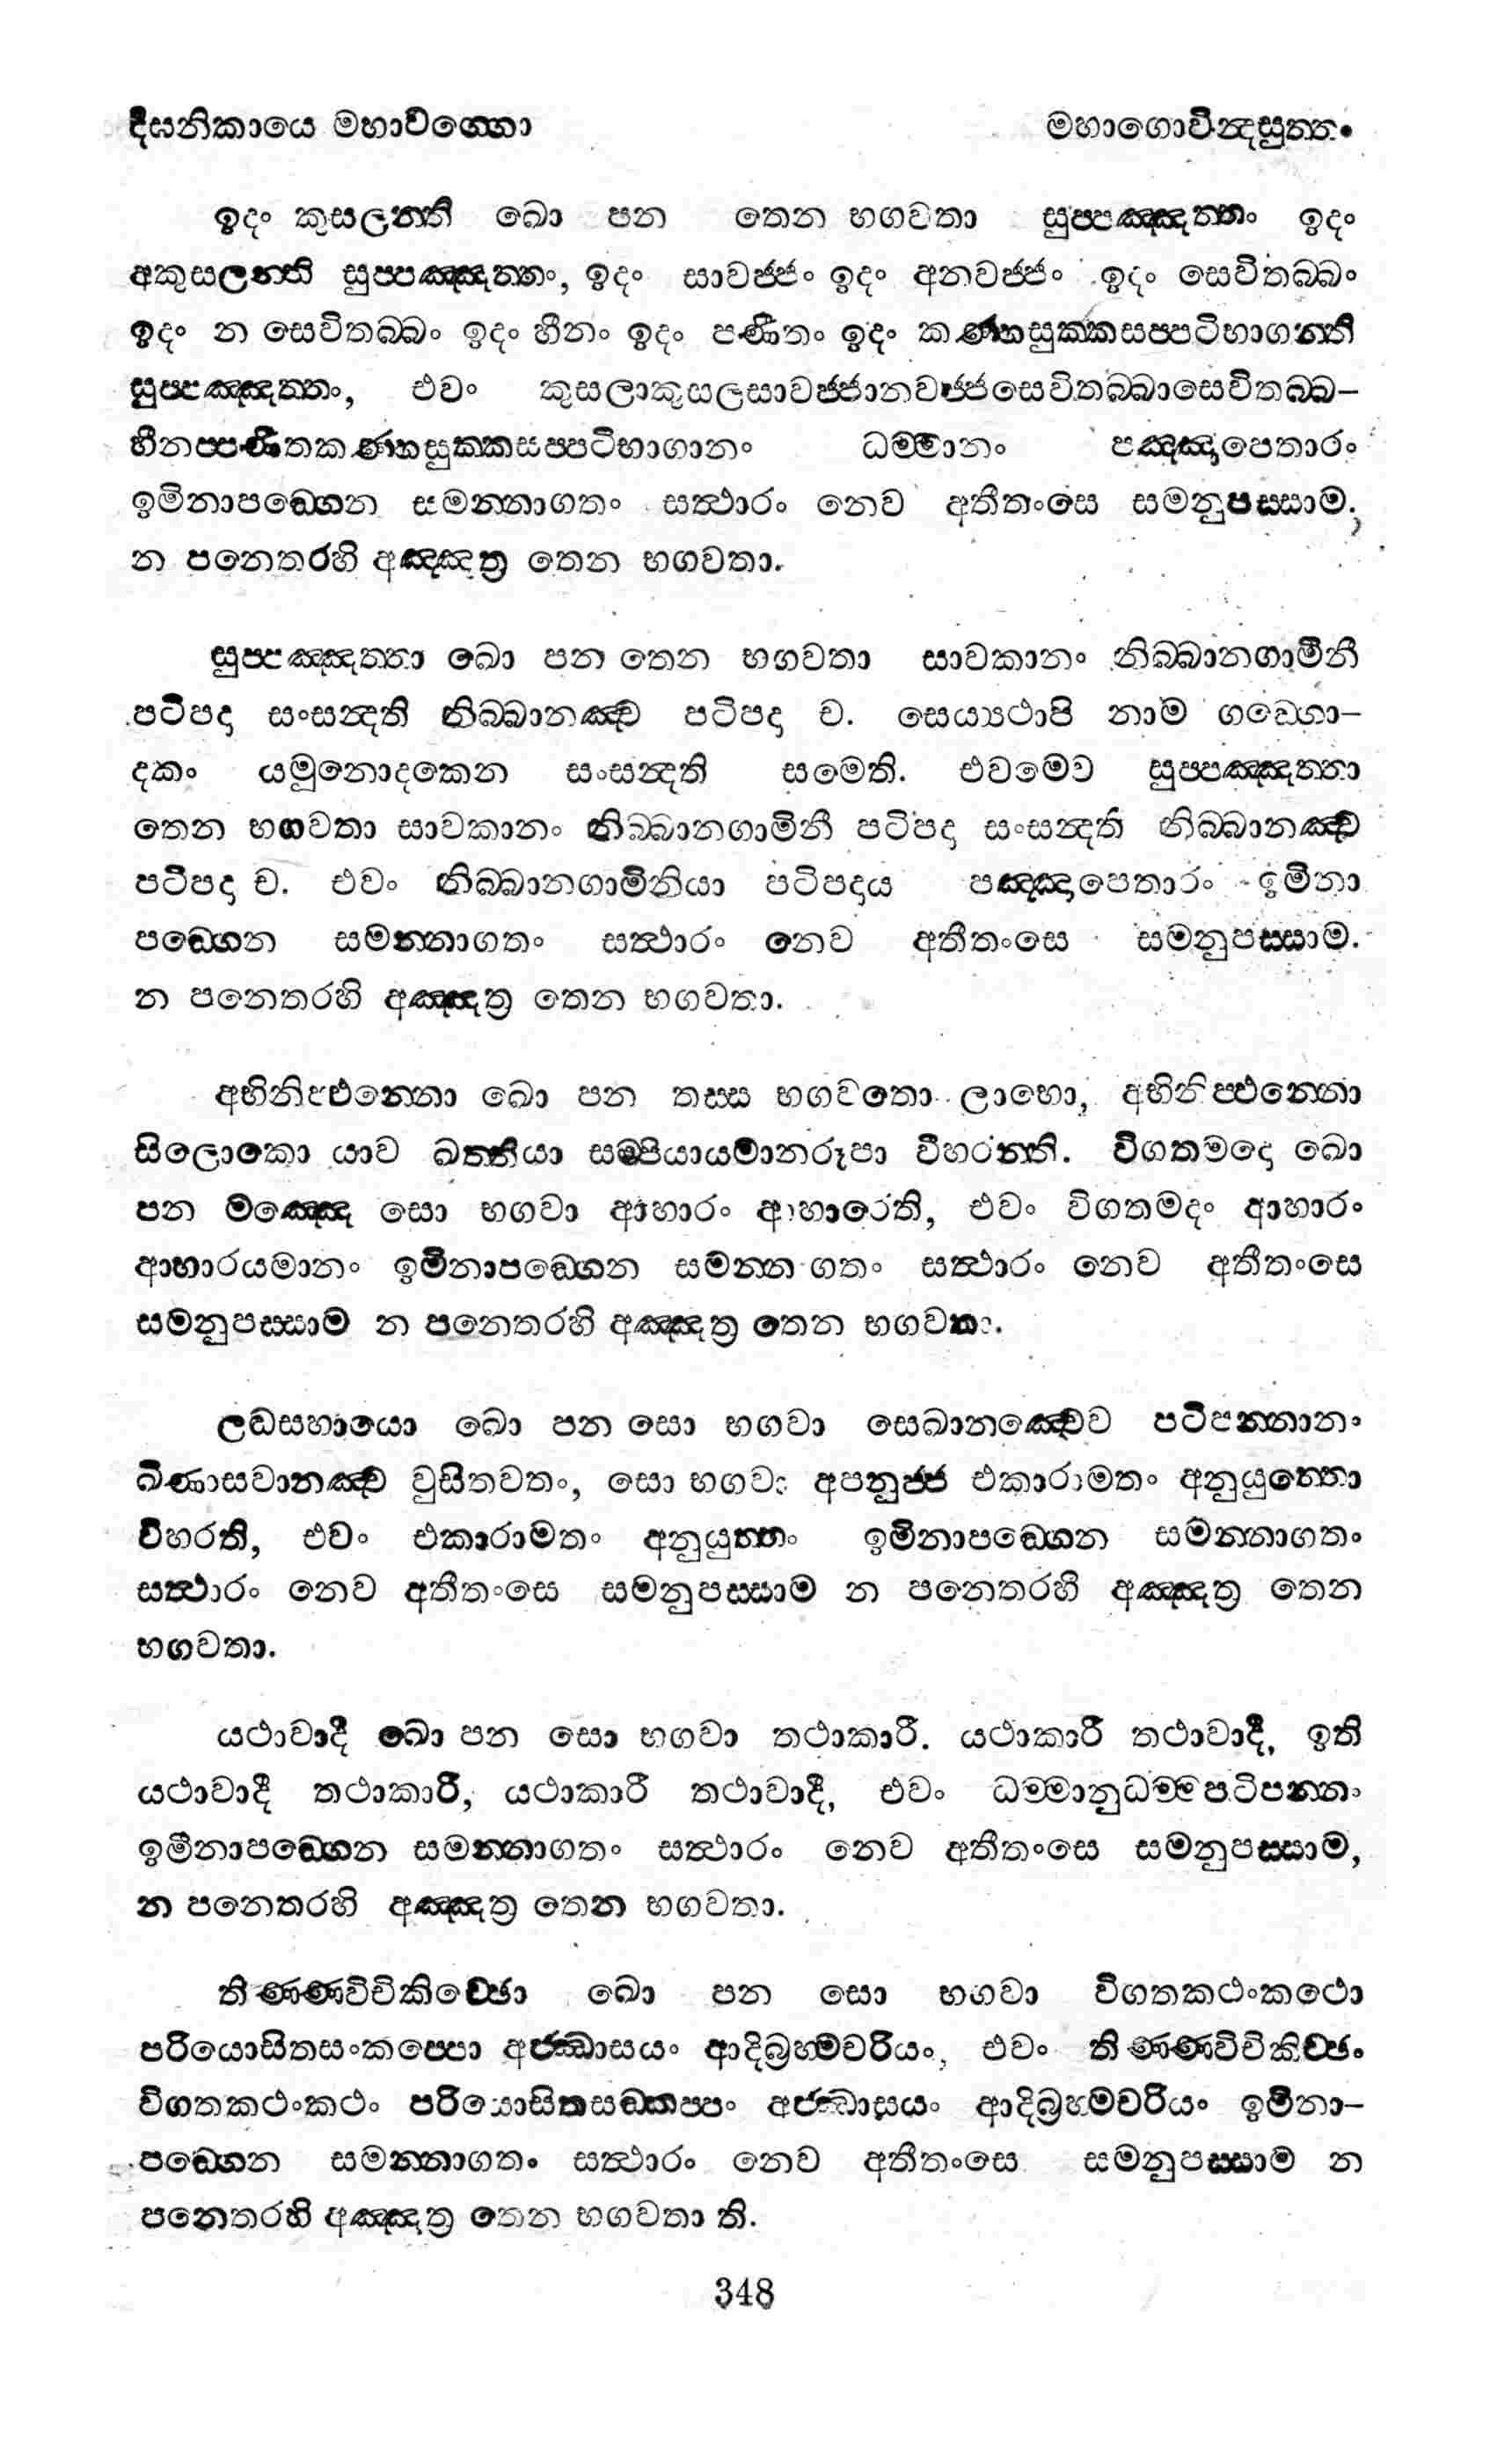 දීඝනිකායෙ මහාවග්ගො මහාගොවින්දසුත්තං
ඉදං කුසලන්ති ඛො පන තෙන භගවතා සුප්පඤ්ඤත්තං ඉදං
අකුසලන්ති සුප්පඤ්ඤත්තං, ඉදං සාවජ්ජං ඉදං අනවජ්ජං ඉදං සෙවිතබ්බං
ඉදං න සෙවිතබ්බං ඉදං හීනං ඉදං පණීතං ඉදං කණ්හසුක්කසප්පටිභාගන්ති
සුප්පඤ්ඤත්තං, එවං කුසලාකුසලසාවජ්ජානවජ්ජසෙවිතබ්බාසෙවිතබ්බ-
හීනප්පණීතකණ්හසුක්කසප්පටිභාගානං ධම්මානං පඤ්ඤාපෙතාරං
ඉමිනාපඞ්ගෙන සමන්නාගතං සත්ථාරං නෙව අතීතංසෙ සමනුපස්සාම,
න පනෙතරහි අඤ්ඤත්‍ර තෙන භගවතා.
සුප්පඤ්ඤත්තා ඛො පන තෙන භගවතා සාවකානං නිබ්බානගාමිනී
පටිපදා සංසන්දති නිබ්බානඤ්ච පටිපදා ච. සෙය්‍යථාපි නාම ගඞ්ගො-
දකං යමුනොදකෙන සංසන්දති සමෙති. එවමෙව සුප්පඤ්ඤත්තා
තෙන භගවතා සාවකානං නිබ්බානගාමිනී පටිපදා සංසන්දති නිබ්බානඤ්ච
පටිපදා ච. එවං නිබ්බානගාමිනියා පටිපදාය පඤ්ඤාපෙතාරං ඉමිනා
පඞ්ගෙන සමන්නාගතං සත්ථාරං නෙව අතීතංසෙ සමනුපස්සාම.
න පනෙතරහි අඤ්ඤත්‍ර තෙන භගවතා.
අභිනිප්ඵන්නො ඛො පන තස්ස භගවතො ලාභො, අභිනිප්ඵන්නො
සිලොකො යාව ඛත්තියා සම්පියායමානරූපා විහරන්ති. විගතමදො ඛො
පන මඤ්ඤෙ සො භගවා ආහාරං ආහාරෙති, එවං විගතමදං ආහාරං
ආහාරයමානං ඉමිනාපඞ්ගෙන සමන්නාගතං සත්ථාරං නෙව අතීතංසෙ
සමනුපස්සාම න පනෙතරහි අඤ්ඤත්‍ර තෙන භගවතා.
ලද්ධසහායො ඛො පන සො භගවා සෙඛානඤ්චෙව පටිපන්නානං
ඛිණාසවානඤ්ච වුසිතවතං, සො භගවා අපනුජ්ජ එකාරාමතං අනුයුත්තො
විහරති, එවං එකාරාමතං අනුයුත්තං ඉමිනාපඞ්ගෙන සමන්නාගතං
සත්ථාරං නෙව අතීතංසෙ සමනුපස්සාම න පනෙතරහි අඤ්ඤත්‍ර තෙන
භගවතා.
යථාවාදී ඛො පන සො භගවා තථාකාරී. යථාකාරී තථාවාදී, ඉති
යථාවාදී තථාකාරී, යථාකාරී තථාවාදී, එවං ධම්මානුධම්මපටිපන්නං
ඉමිනාපඞ්ගෙන සමන්නාගතං සත්ථාරං නෙව අතීතංසෙ සමනුපස්සාම,
න පනෙතරහි අඤ්ඤත්‍ර තෙන භගවතා.
තිණ්ණවිචිකිච්ඡො ඛො පන සො භගවා විගතකථංකථො
පරියොසිතසංකප්පො අජ්ඣාසයං ආදිබ්‍රහ්මචරියං, එවං තිණ්ණවිචිකිච්ඡං
විගතකථංකථං පරියොසිතසඞ්කප්පං අජ්ඣාසයං ආදිබ්‍රහ්මචරියං ඉමිනා-
පඞ්ගෙන සමන්නාගතං සත්ථාරං නෙව අතීතංසෙ සමනුපස්සාම න
පනෙතරහි අඤ්ඤත්‍ර තෙන භගවතා ති.
348